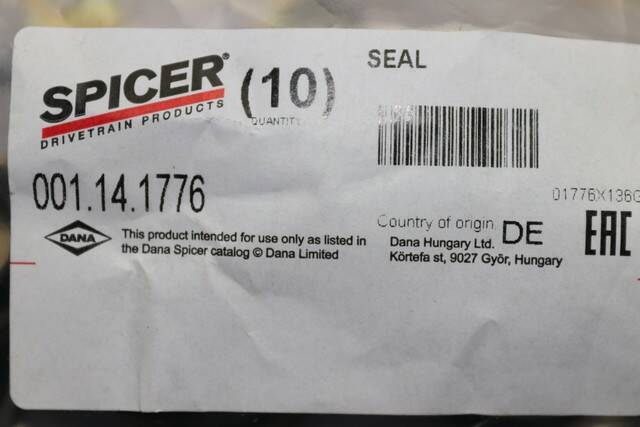 SPICER®
DRIVETRAIN PRODUCTS
(10)
QUANTITY
SEAL
001.14.1776
01776X136G
DANA
This product intended for use only as listed in
the Dana Spicer catalog © Dana Limited
Country of origin DE
Dana Hungary Ltd.
Körtefa st, 9027 Győr, Hungary
EAC